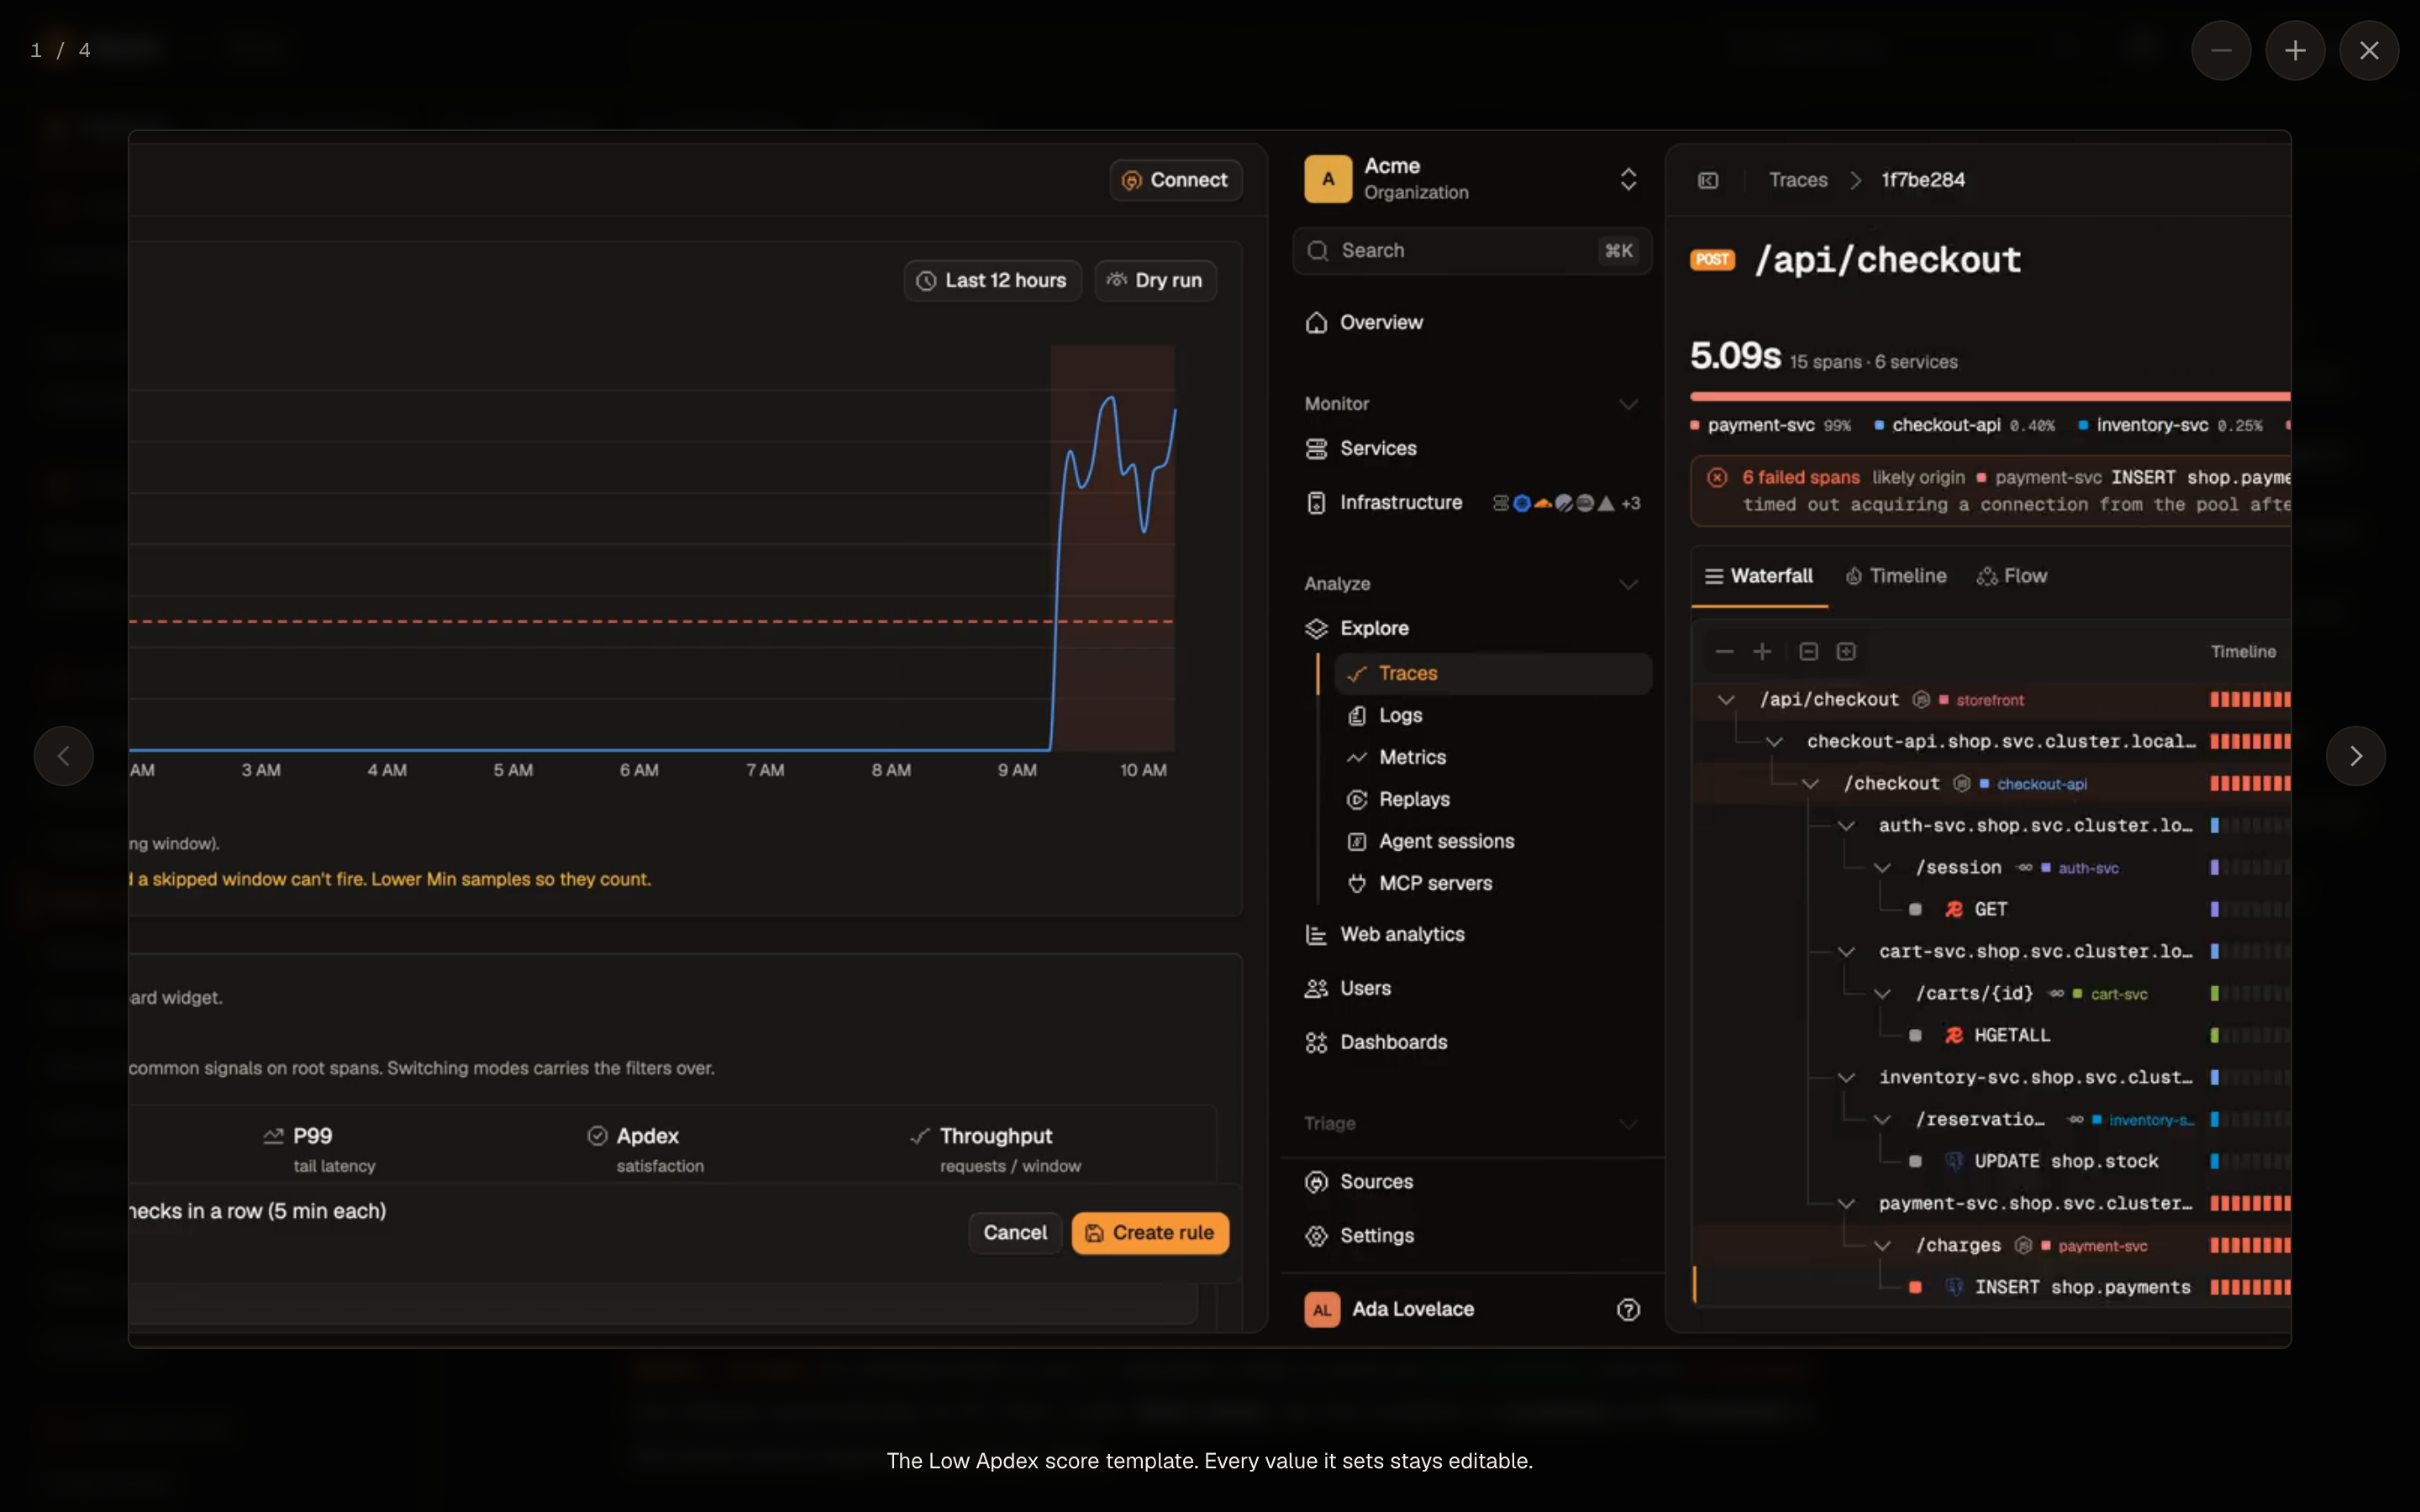 1 / 4
Connect
Last 12 hours
Dry run
AM 3 AM 4 AM 5 AM 6 AM 7 AM 8 AM 9 AM 10 AM
ng window).
d a skipped window can't fire. Lower Min samples so they count.
ard widget.
common signals on root spans. Switching modes carries the filters over.
P99
tail latency
Apdex
satisfaction
Throughput
requests / window
hecks in a row (5 min each)
Cancel
Create rule
A
Acme
Organization
Search ⌘K
Overview
Monitor
Services
Infrastructure +3
Analyze
Explore
Traces
Logs
Metrics
Replays
Agent sessions
MCP servers
Web analytics
Users
Dashboards
Triage
Sources
Settings
AL Ada Lovelace
Traces > 1f7be284
POST /api/checkout
5.09s 15 spans · 6 services
payment-svc 99% checkout-api 0.40% inventory-svc 0.25%
6 failed spans likely origin payment-svc INSERT shop.payme
timed out acquiring a connection from the pool afte
Waterfall Timeline Flow
Timeline
/api/checkout storefront
checkout-api.shop.svc.cluster.local…
/checkout checkout-api
auth-svc.shop.svc.cluster.lo…
/session auth-svc
GET
cart-svc.shop.svc.cluster.lo…
/carts/{id} cart-svc
HGETALL
inventory-svc.shop.svc.clust…
/reservatio… inventory-s…
UPDATE shop.stock
payment-svc.shop.svc.cluster…
/charges payment-svc
INSERT shop.payments
The Low Apdex score template. Every value it sets stays editable.